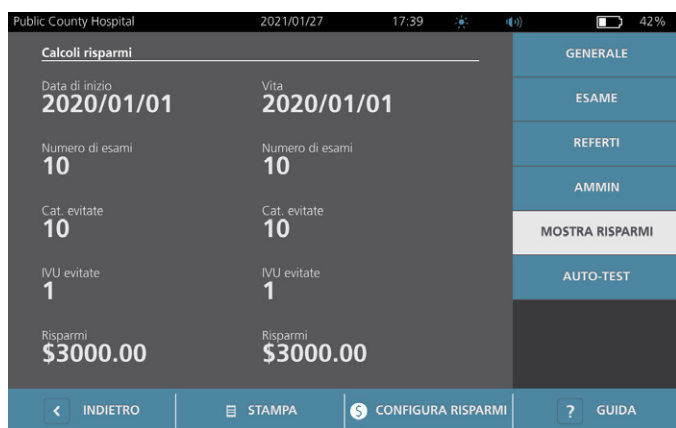 Public County Hospital 2021/01/27 17:39 42%
Calcoli risparmi
GENERALE
Data di inizio Vita
2020/01/01 2020/01/01
ESAME
Numero di esami Numero di esami
10 10
REFERTI
AMMIN
Cat. evitate Cat. evitate
10 10
MOSTRA RISPARMI
IVU evitate IVU evitate
1 1
AUTO-TEST
Risparmi Risparmi
$3000.00 $3000.00
INDIETRO STAMPA $ CONFIGURA RISPARMI ? GUIDA